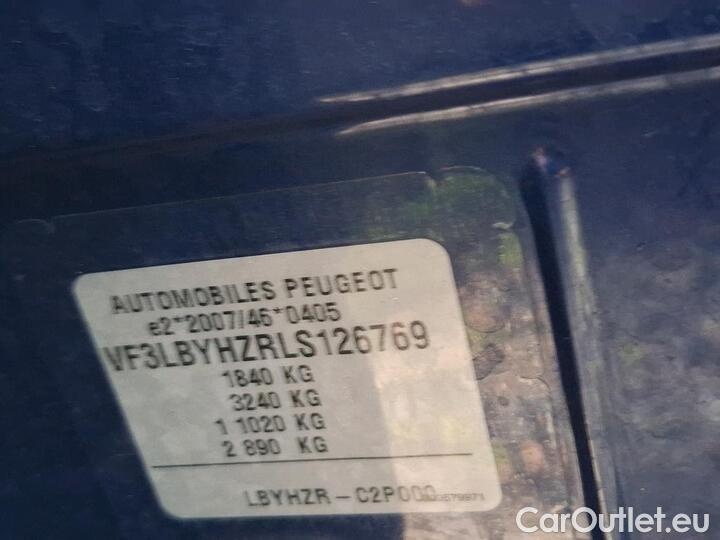 AUTOMOBILES PEUGEOT
e2*2007/46*0405
VF3LBYHZRLS126769
1840 KG
3240 KG
1 1020 KG
2 890 KG
LBYHZR - C2P000
CarOutlet.eu